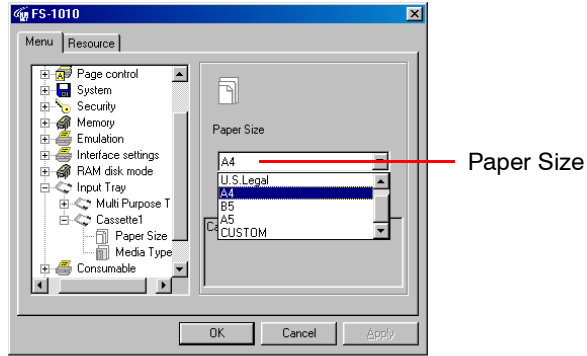 FS-1010
Menu
Resource
Page control
System
Security
Memory
Emulation
Interface settings
RAM disk mode
Input Tray
Multi Purpose T
Cassette1
Paper Size
Media Type
Consumable
Paper Size
A4
U.S.Legal
A4
B5
A5
CUSTOM
Ca
OK
Cancel
Apply
Paper Size